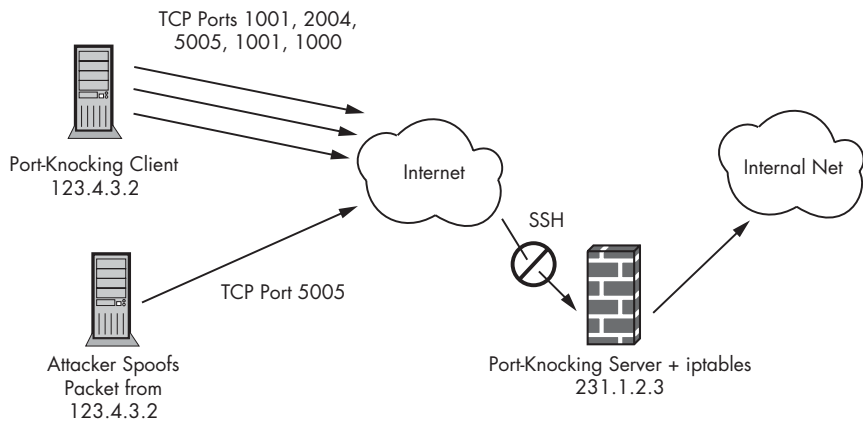 TCP Ports 1001, 2004,
5005, 1001, 1000
Port-Knocking Client
123.4.3.2
Internet
Internal Net
SSH
TCP Port 5005
Attacker Spoofs
Packet from
123.4.3.2
Port-Knocking Server + iptables
231.1.2.3